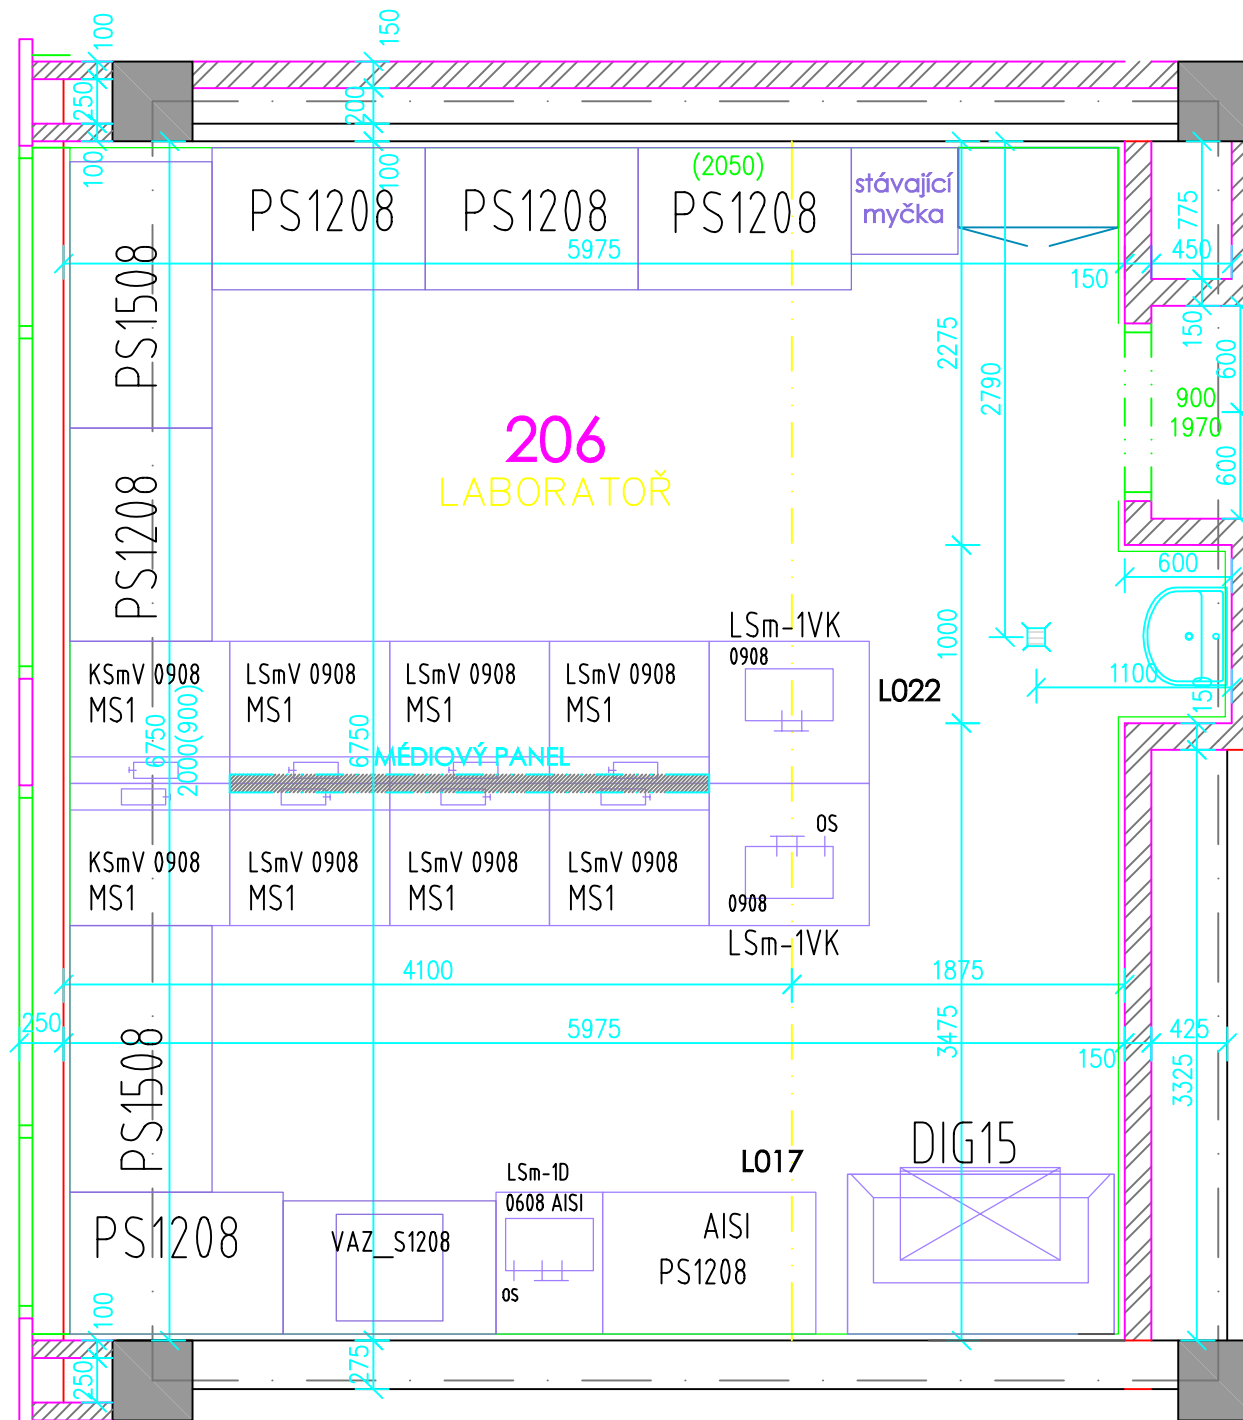 100
150
250
200
100
100
(2050)
PS1208
PS1208
PS1208
stávající
myčka
775
5975
450
150
PS1508
2275
2790
150
600
900
1970
600
206
LABORATOŘ
PS1208
600
1000
LSm-1VK
0908
1100
150
L022
KSmV 0908
MS1
LSmV 0908
MS1
LSmV 0908
MS1
LSmV 0908
MS1
6750
2000(900)
6750
MÉDIOVÝ PANEL
OS
KSmV 0908
MS1
LSmV 0908
MS1
LSmV 0908
MS1
LSmV 0908
MS1
0908
LSm-1VK
4100
1875
250
5975
3475
150
425
3325
PS1508
DIG15
L017
LSm-1D
0608 AISI
PS1208
VAZ_S1208
AISI
PS1208
OS
100
275
250